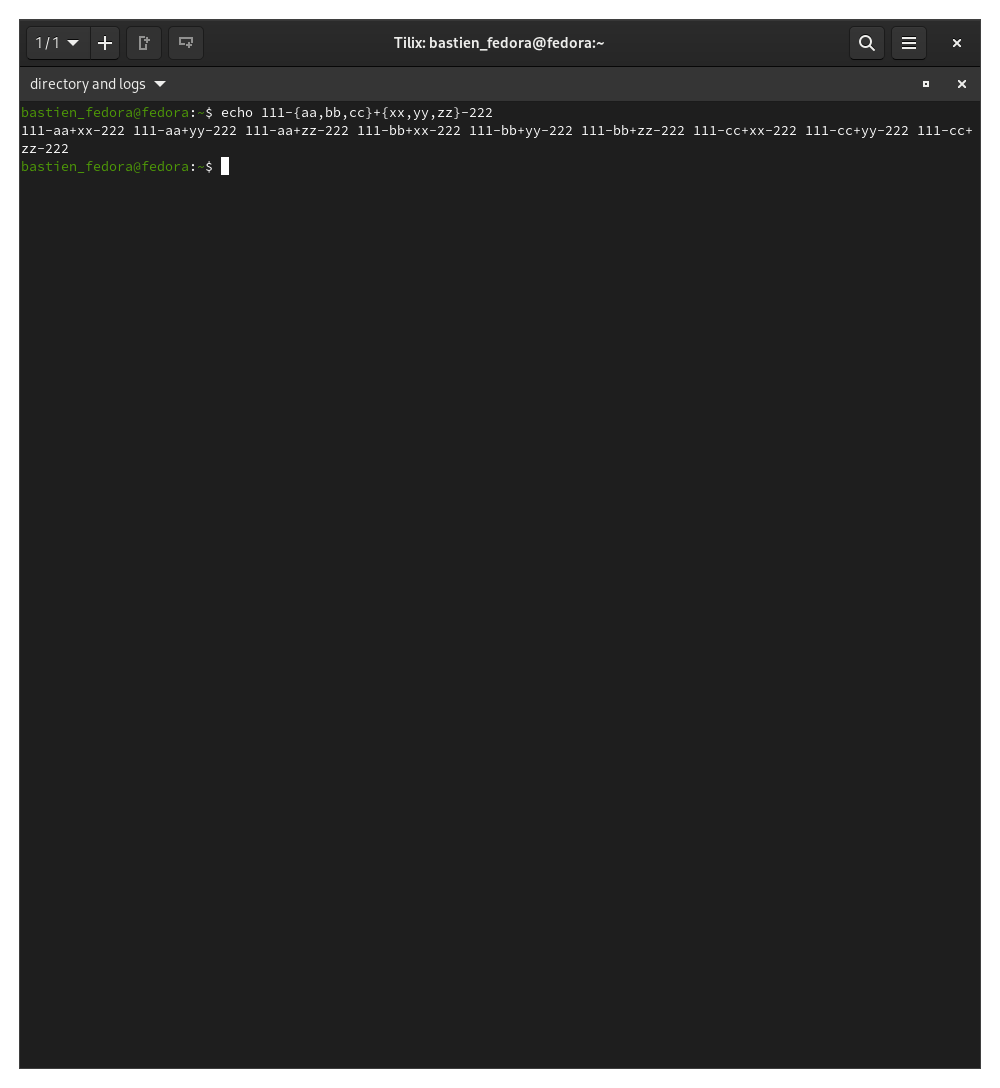 1/1
Tilix: bastien_fedora@fedora:~
directory and logs
bastien_fedora@fedora:~$ echo 111-{aa,bb,cc}+{xx,yy,zz}-222
111-aa+xx-222 111-aa+yy-222 111-aa+zz-222 111-bb+xx-222 111-bb+yy-222 111-bb+zz-222 111-cc+xx-222 111-cc+yy-222 111-cc+
zz-222
bastien_fedora@fedora:~$